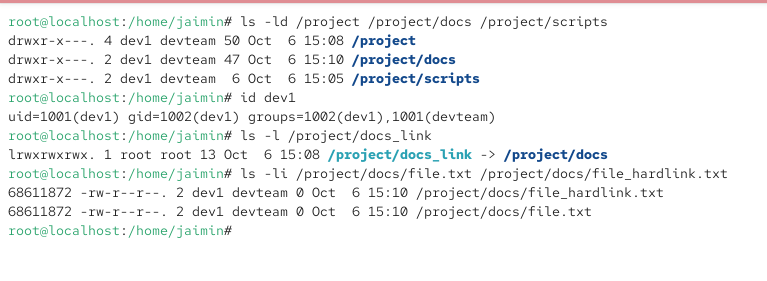 root@localhost:/home/jaimin# ls -ld /project /project/docs /project/scripts
drwxr-x---. 4 dev1 devteam 50 Oct  6 15:08 /project
drwxr-x---. 2 dev1 devteam 47 Oct  6 15:10 /project/docs
drwxr-x---. 2 dev1 devteam  6 Oct  6 15:05 /project/scripts
root@localhost:/home/jaimin# id dev1
uid=1001(dev1) gid=1002(dev1) groups=1002(dev1),1001(devteam)
root@localhost:/home/jaimin# ls -l /project/docs_link
lrwxrwxrwx. 1 root root 13 Oct  6 15:08 /project/docs_link -> /project/docs
root@localhost:/home/jaimin# ls -li /project/docs/file.txt /project/docs/file_hardlink.txt
68611872 -rw-r--r--. 2 dev1 devteam 0 Oct  6 15:10 /project/docs/file_hardlink.txt
68611872 -rw-r--r--. 2 dev1 devteam 0 Oct  6 15:10 /project/docs/file.txt
root@localhost:/home/jaimin#